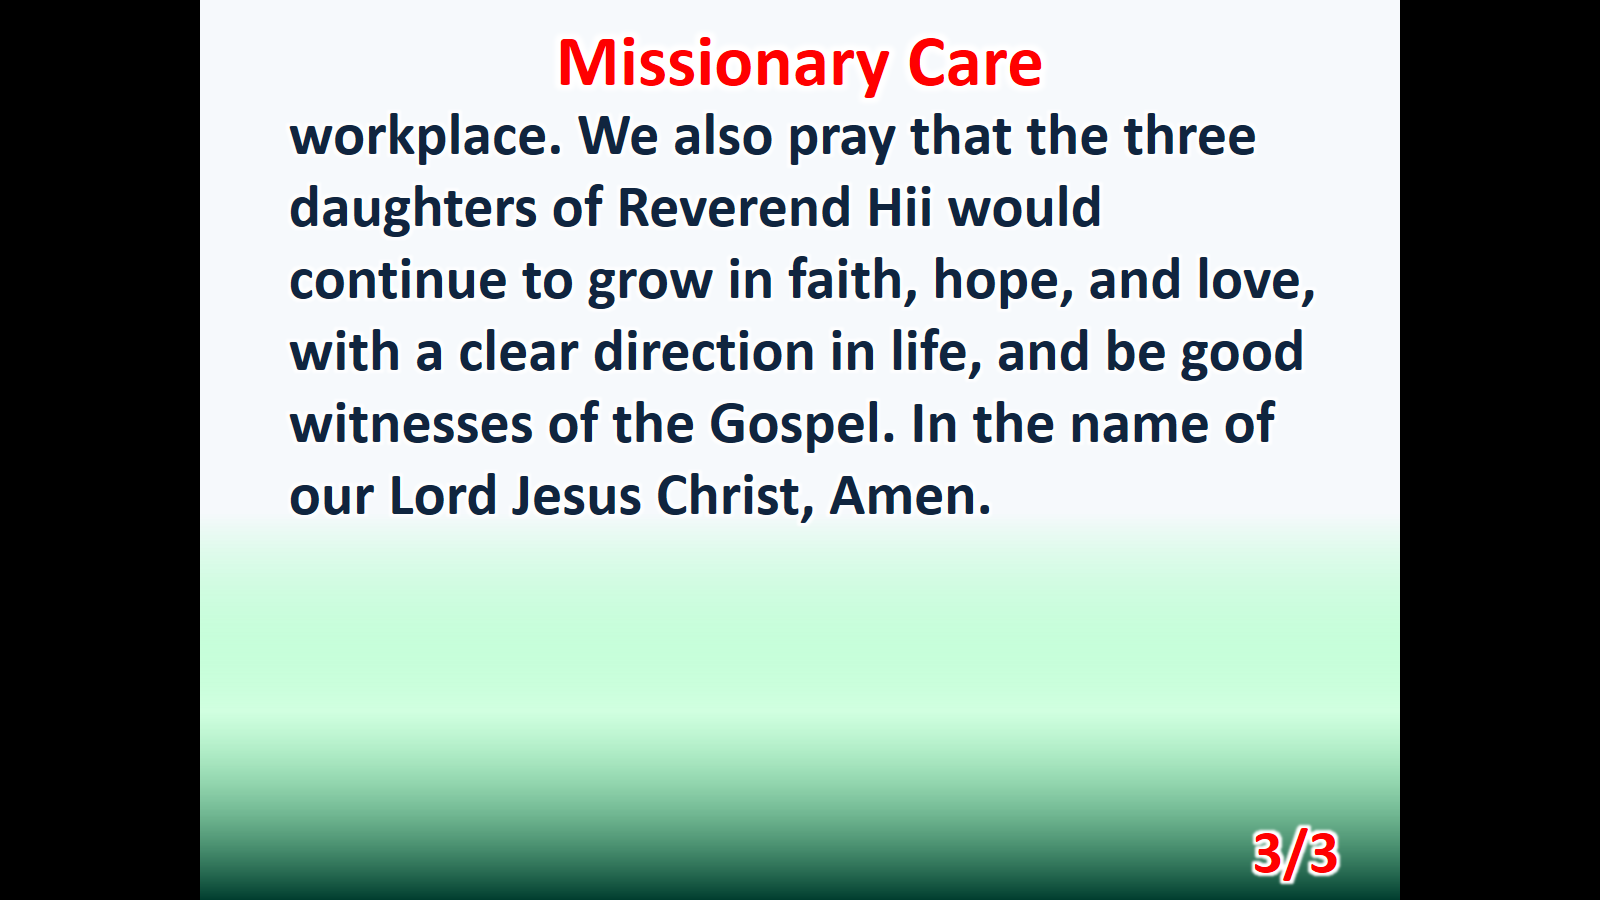 Missionary Care
workplace. We also pray that the three
daughters of Reverend Hii would
continue to grow in faith, hope, and love,
with a clear direction in life, and be good
witnesses of the Gospel. In the name of
our Lord Jesus Christ, Amen.
3/3